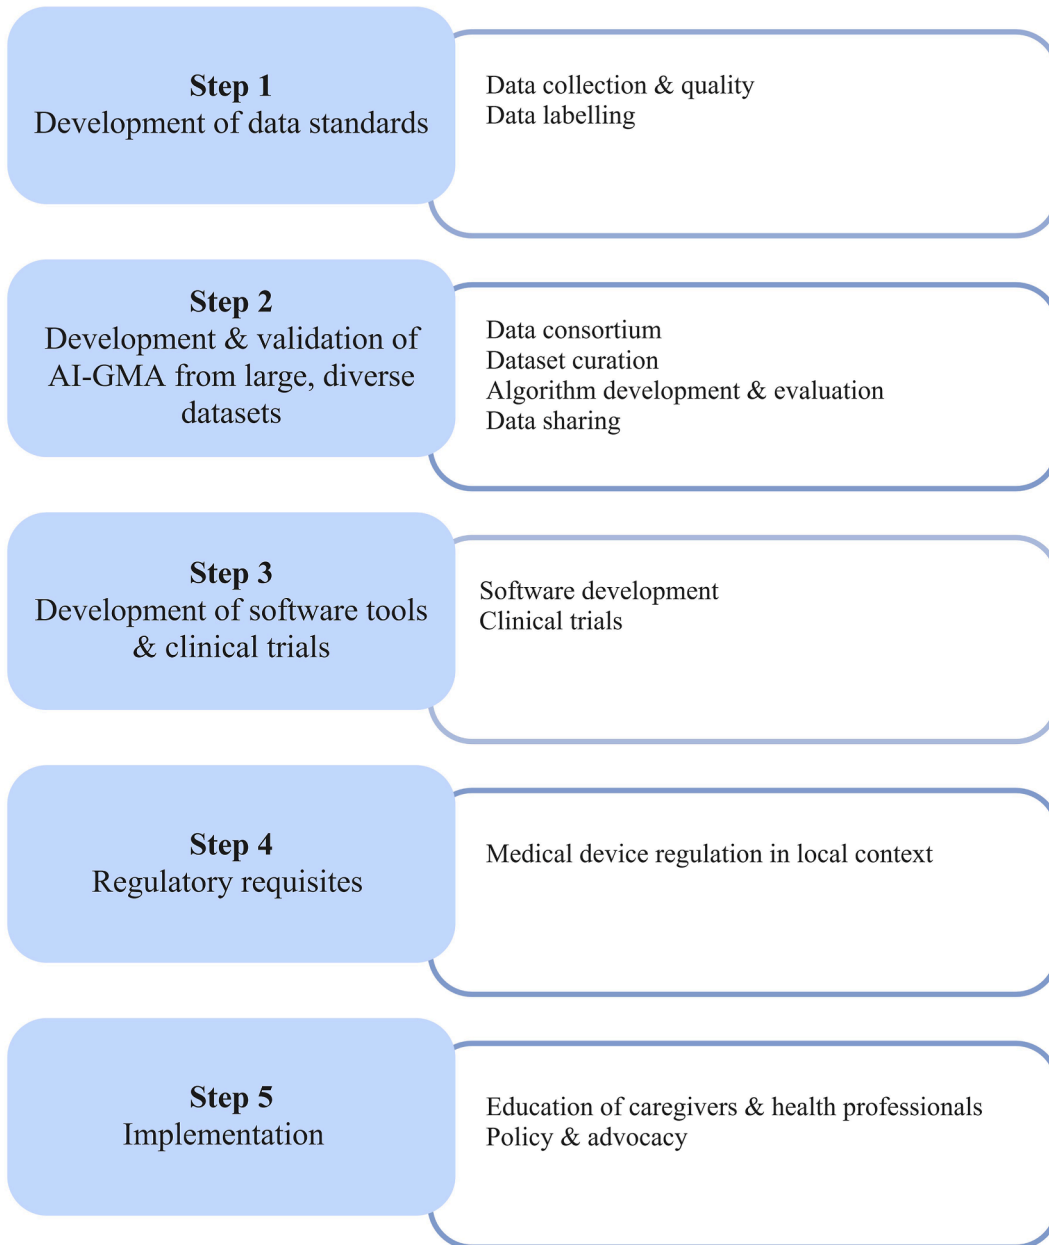 Step 1
Development of data standards
Data collection & quality
Data labelling
Step 2
Development & validation of
AI-GMA from large, diverse
datasets
Data consortium
Dataset curation
Algorithm development & evaluation
Data sharing
Step 3
Development of software tools
& clinical trials
Software development
Clinical trials
Step 4
Regulatory requisites
Medical device regulation in local context
Step 5
Implementation
Education of caregivers & health professionals
Policy & advocacy